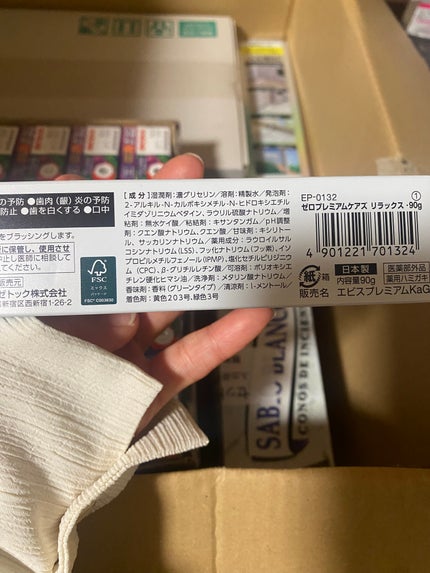 の予防 ●歯肉(齦)炎の予防
防止 ●歯を白くする ●口中
をブラッシングします。
に保管し、使用させ
中止し医師に相談して
てください。
販売元
ゼトック株式会社
新宿区西新宿1-26-2
FSC
ミックス
FSC® C003630
【成分】湿潤剤:濃グリセリン/溶剤:精製水/発泡剤:
2-アルキル-N-カルボキシメチル-N-ヒドロキシエチル
イミダゾリニウムベタイン、ラウリル硫酸ナトリウム/増
粘剤:無水ケイ酸/粘結剤:キサンタンガム/pH調整
剤:クエン酸ナトリウム、クエン酸/甘味剤:キシリトー
ル、サッカリンナトリウム/薬用成分:ラウロイルサル
コシンナトリウム(LSS)、フッ化ナトリウム(フッ素)、イソ
プロピルメチルフェノール(IPMP)、塩化セチルピリジニウ
ム(CPC)、β-グリチルレチン酸/可溶剤:ポリオキシエ
チレン硬化ヒマシ油/洗浄剤:メタリン酸ナトリウム/
香味剤:香料(グリーンタイプ)/清涼剤:l-メントール/
着色剤:黄色203号、緑色3号
EP-0132
①
ゼロプレミアムケアス リラックス・90g
4 901221 701324
紙 箱
日本製
医薬部外品
内容量90g
薬用ハミガキ
販売名 エビスプレミアムKaG
SABLO BLANC
CONOS DE INCIEN